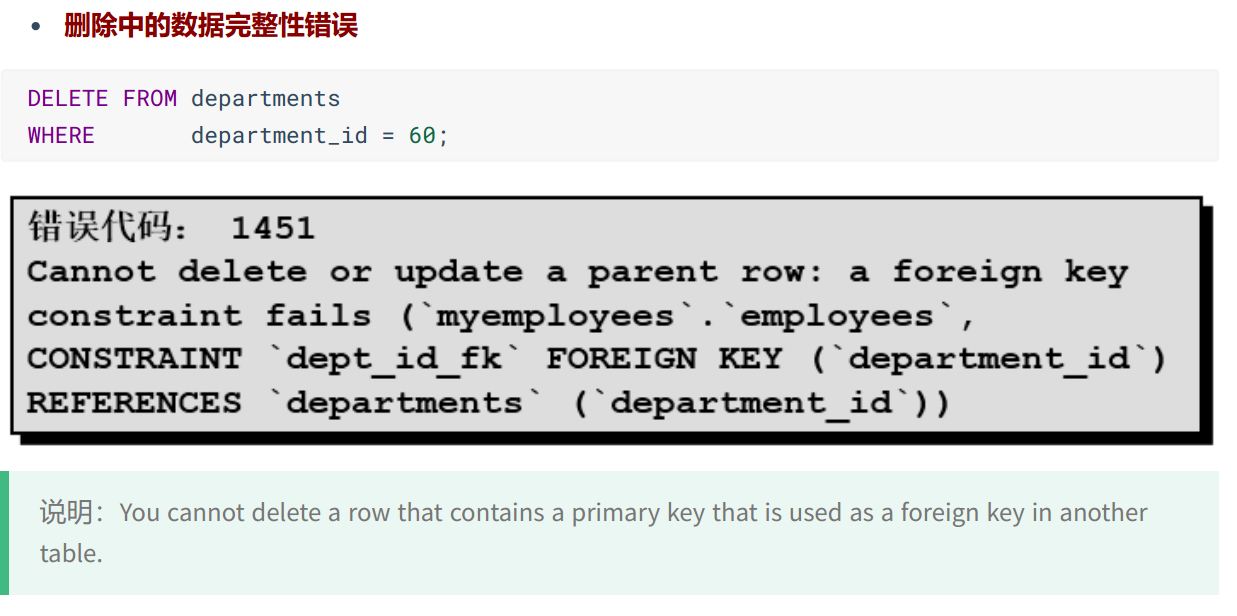 删除中的数据完整性错误
DELETE FROM departments
WHERE       department_id = 60;
错误代码： 1451
Cannot delete or update a parent row: a foreign key
constraint fails (`myemployees`.`employees`,
CONSTRAINT `dept_id_fk` FOREIGN KEY (`department_id`)
REFERENCES `departments` (`department_id`))
说明：You cannot delete a row that contains a primary key that is used as a foreign key in another
table.